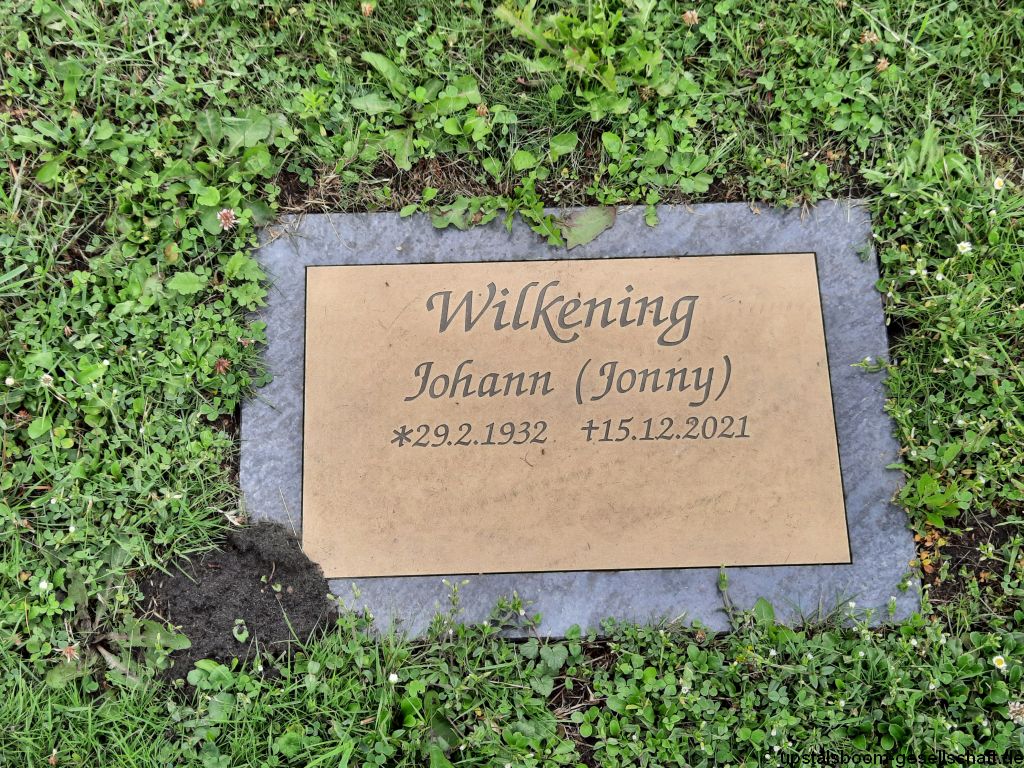 Wilkening
Johann (Jonny)
*29.2.1932 †15.12.2021
© upstalsboom-gesellschaft.de